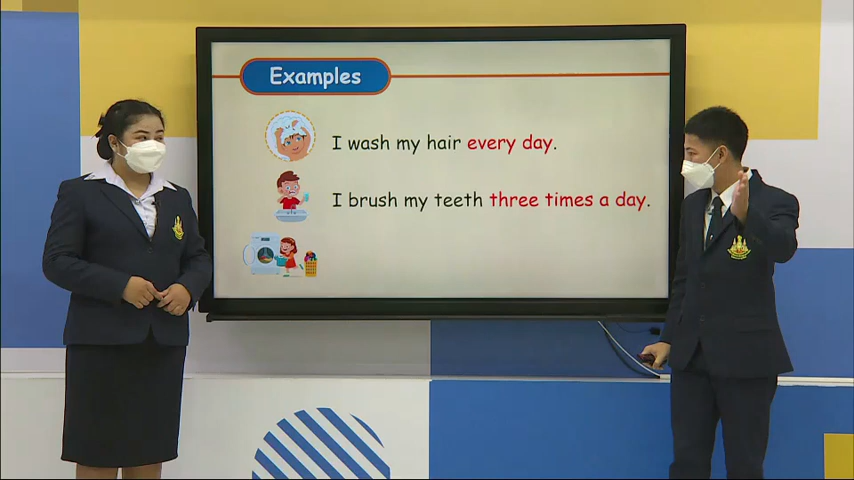 Examples
I wash my hair every day.
I brush my teeth three times a day.